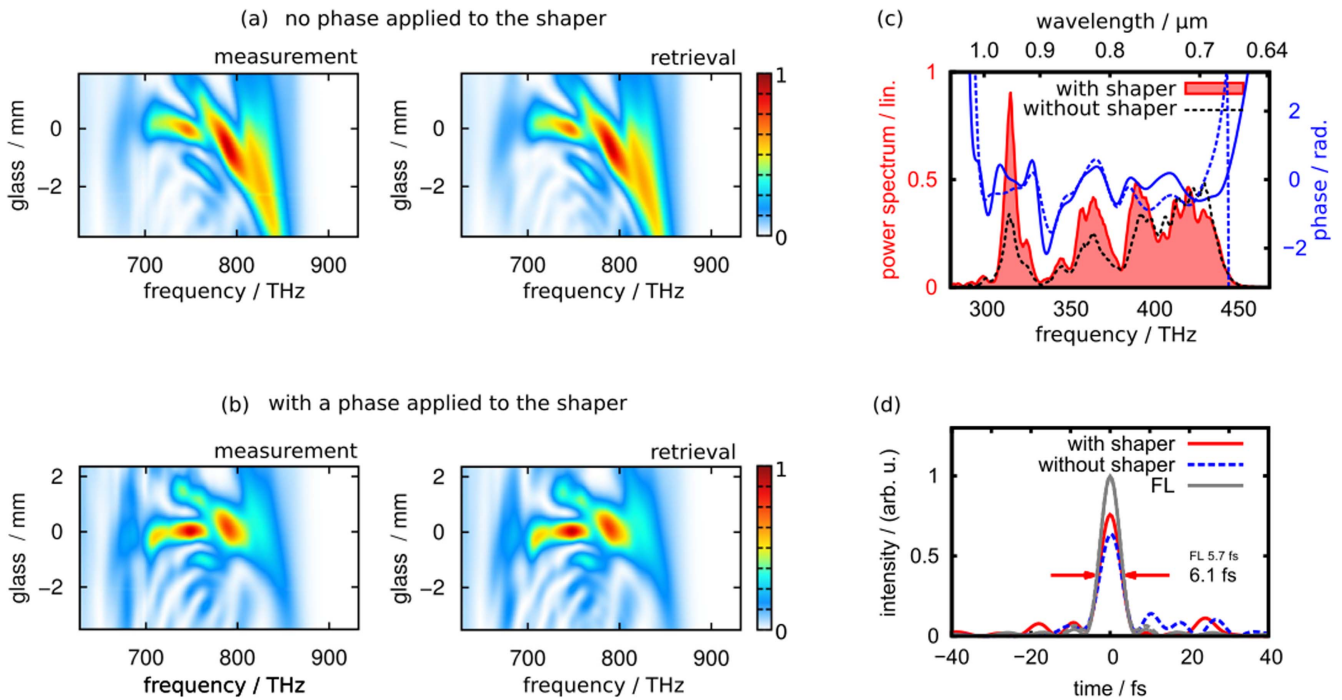 (a) no phase applied to the shaper
measurement
retrieval
glass / mm
0
−2
700
800
900
frequency / THz
glass / mm
0
−2
700
800
900
frequency / THz
1
0
(b) with a phase applied to the shaper
measurement
retrieval
glass / mm
2
0
−2
700
800
900
frequency / THz
glass / mm
2
0
−2
700
800
900
frequency / THz
1
0
(c)
wavelength / μm
1.0
0.9
0.8
0.7
0.64
with shaper
without shaper
power spectrum / lin.
1
0.5
0
phase / rad.
2
0
−2
300
350
400
450
frequency / THz
(d)
with shaper
without shaper
FL
intensity / (arb. u.)
1
0.5
0
FL 5.7 fs
6.1 fs
−40
−20
0
20
40
time / fs